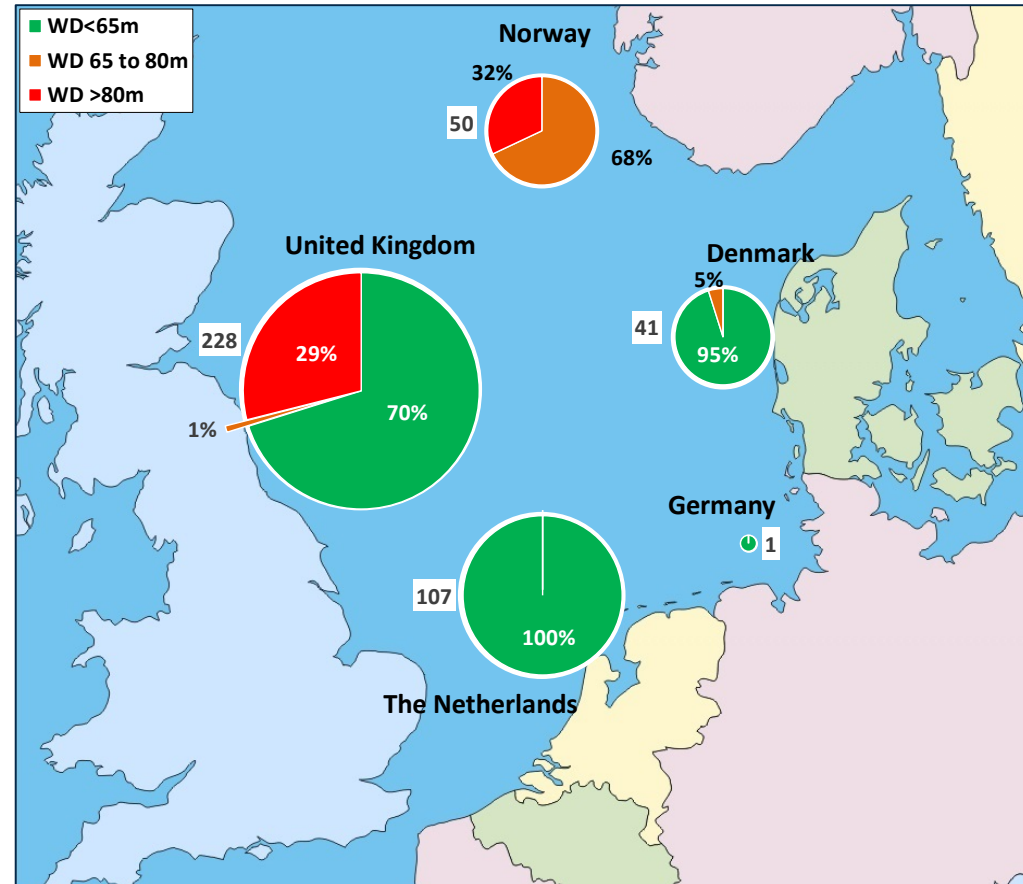 WD<65m
WD 65 to 80m
WD >80m
Norway
32%
50
68%
United Kingdom
228
29%
70%
1%
Denmark
5%
41
95%
Germany
1
107
100%
The Netherlands